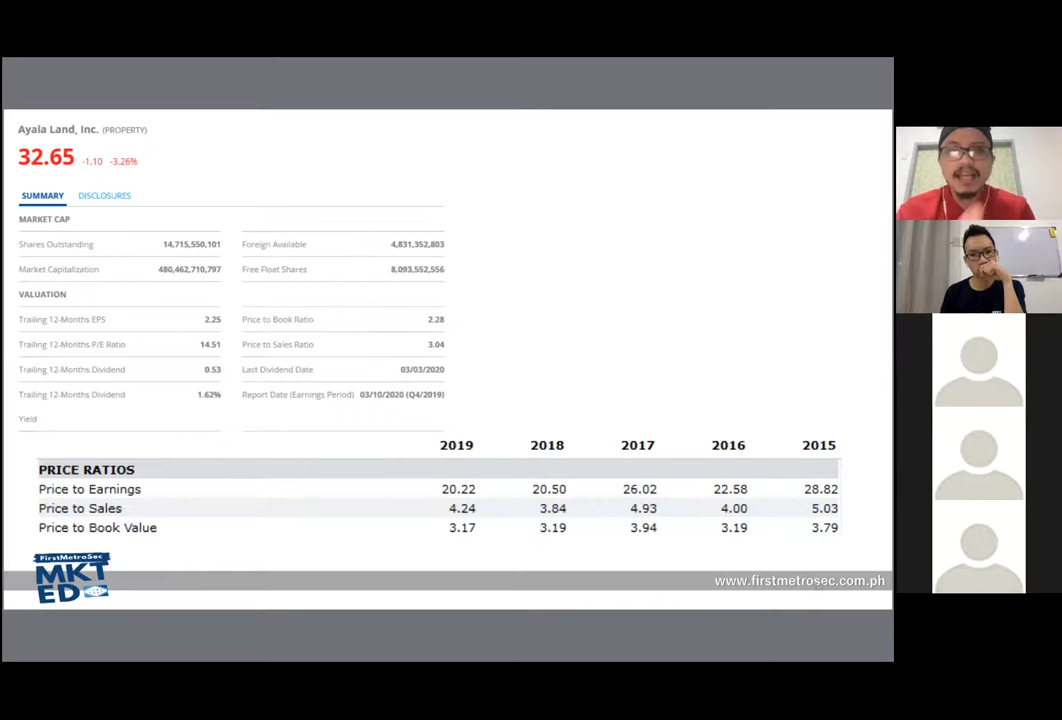 Ayala Land, Inc. (PROPERTY)
32.65 -1.10 -3.26%
SUMMARY DISCLOSURES
MARKET CAP
Shares Outstanding 14,715,550,101 Foreign Available 4,831,352,803
Market Capitalization 480,462,710,797 Free Float Shares 8,093,552,556
VALUATION
Trailing 12-Months EPS 2.25 Price to Book Ratio 2.28
Trailing 12-Months P/E Ratio 14.51 Price to Sales Ratio 3.04
Trailing 12-Months Dividend 0.53 Last Dividend Date 03/03/2020
Trailing 12-Months Dividend 1.62% Report Date (Earnings Period) 03/10/2020 (Q4/2019)
Yield
2019 2018 2017 2016 2015
PRICE RATIOS
Price to Earnings 20.22 20.50 26.02 22.58 28.82
Price to Sales 4.24 3.84 4.93 4.00 5.03
Price to Book Value 3.17 3.19 3.94 3.19 3.79
FirstMetroSec
MKT
ED
www.firstmetrosec.com.ph